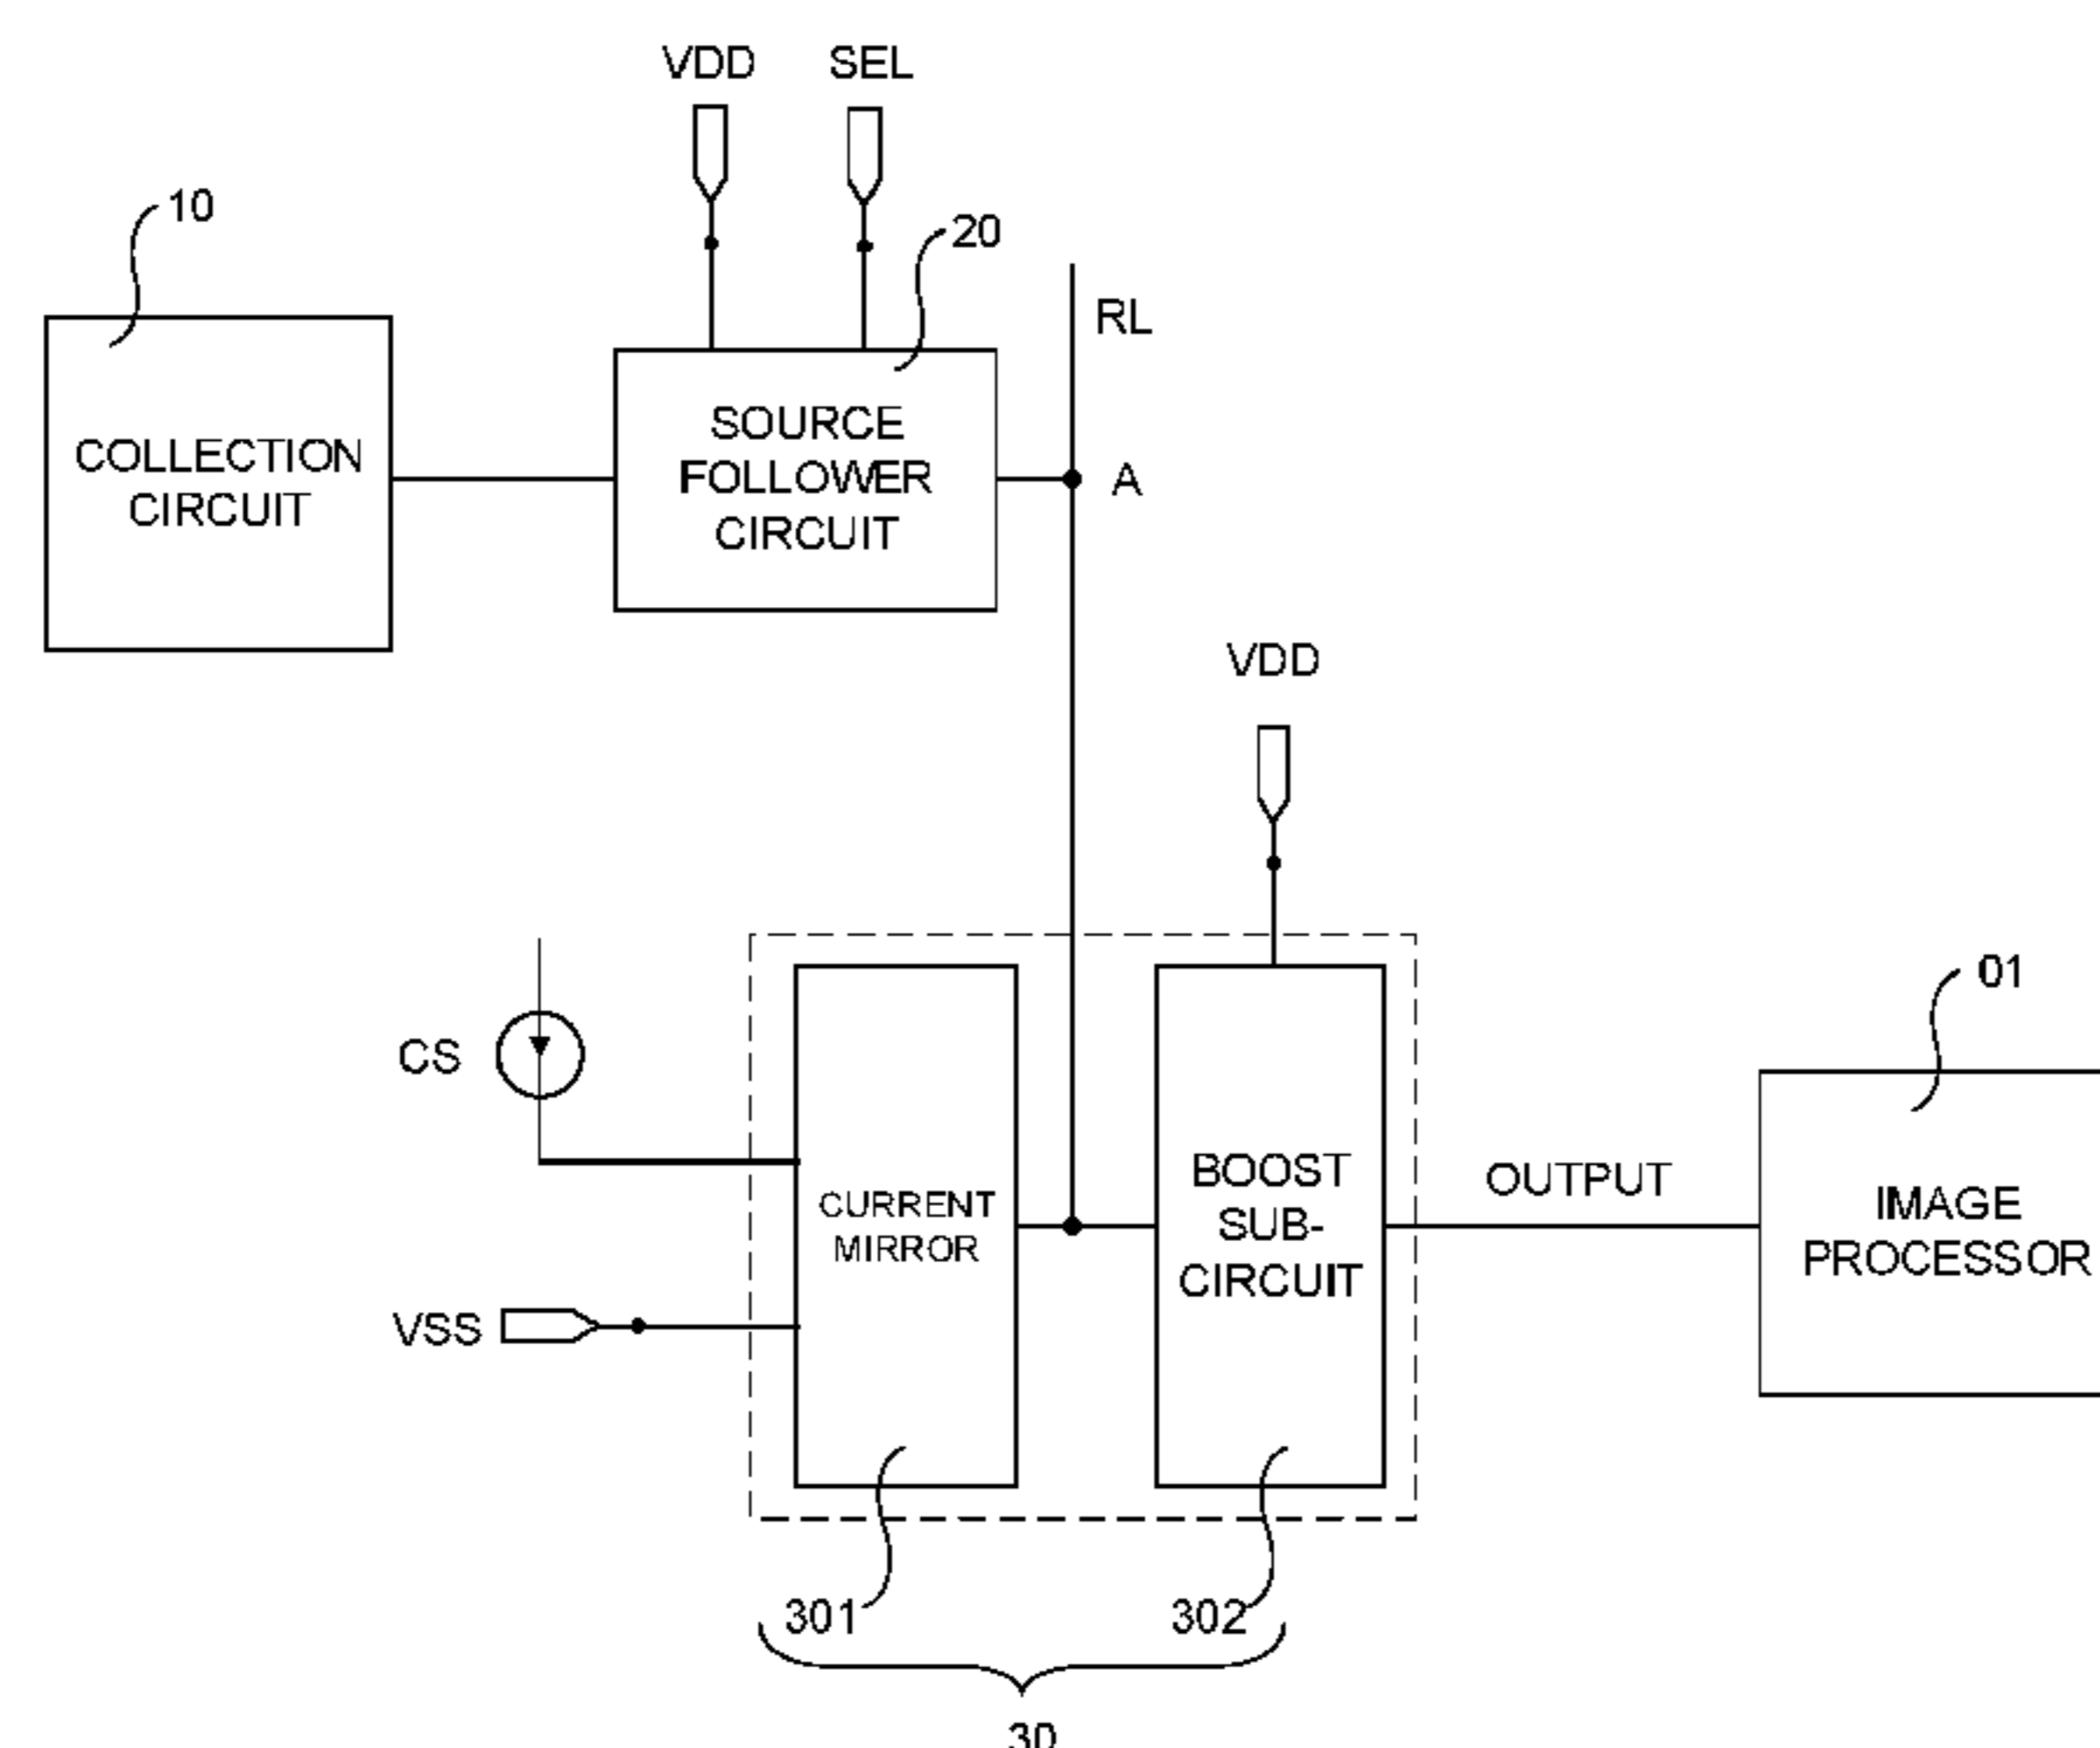 VDD
SEL
10
20
RL
COLLECTION
CIRCUIT
SOURCE
FOLLOWER
CIRCUIT
A
VDD
01
CS
CURRENT
MIRROR
BOOST
SUB-
CIRCUIT
OUTPUT
IMAGE
PROCESSOR
VSS
301
302
30